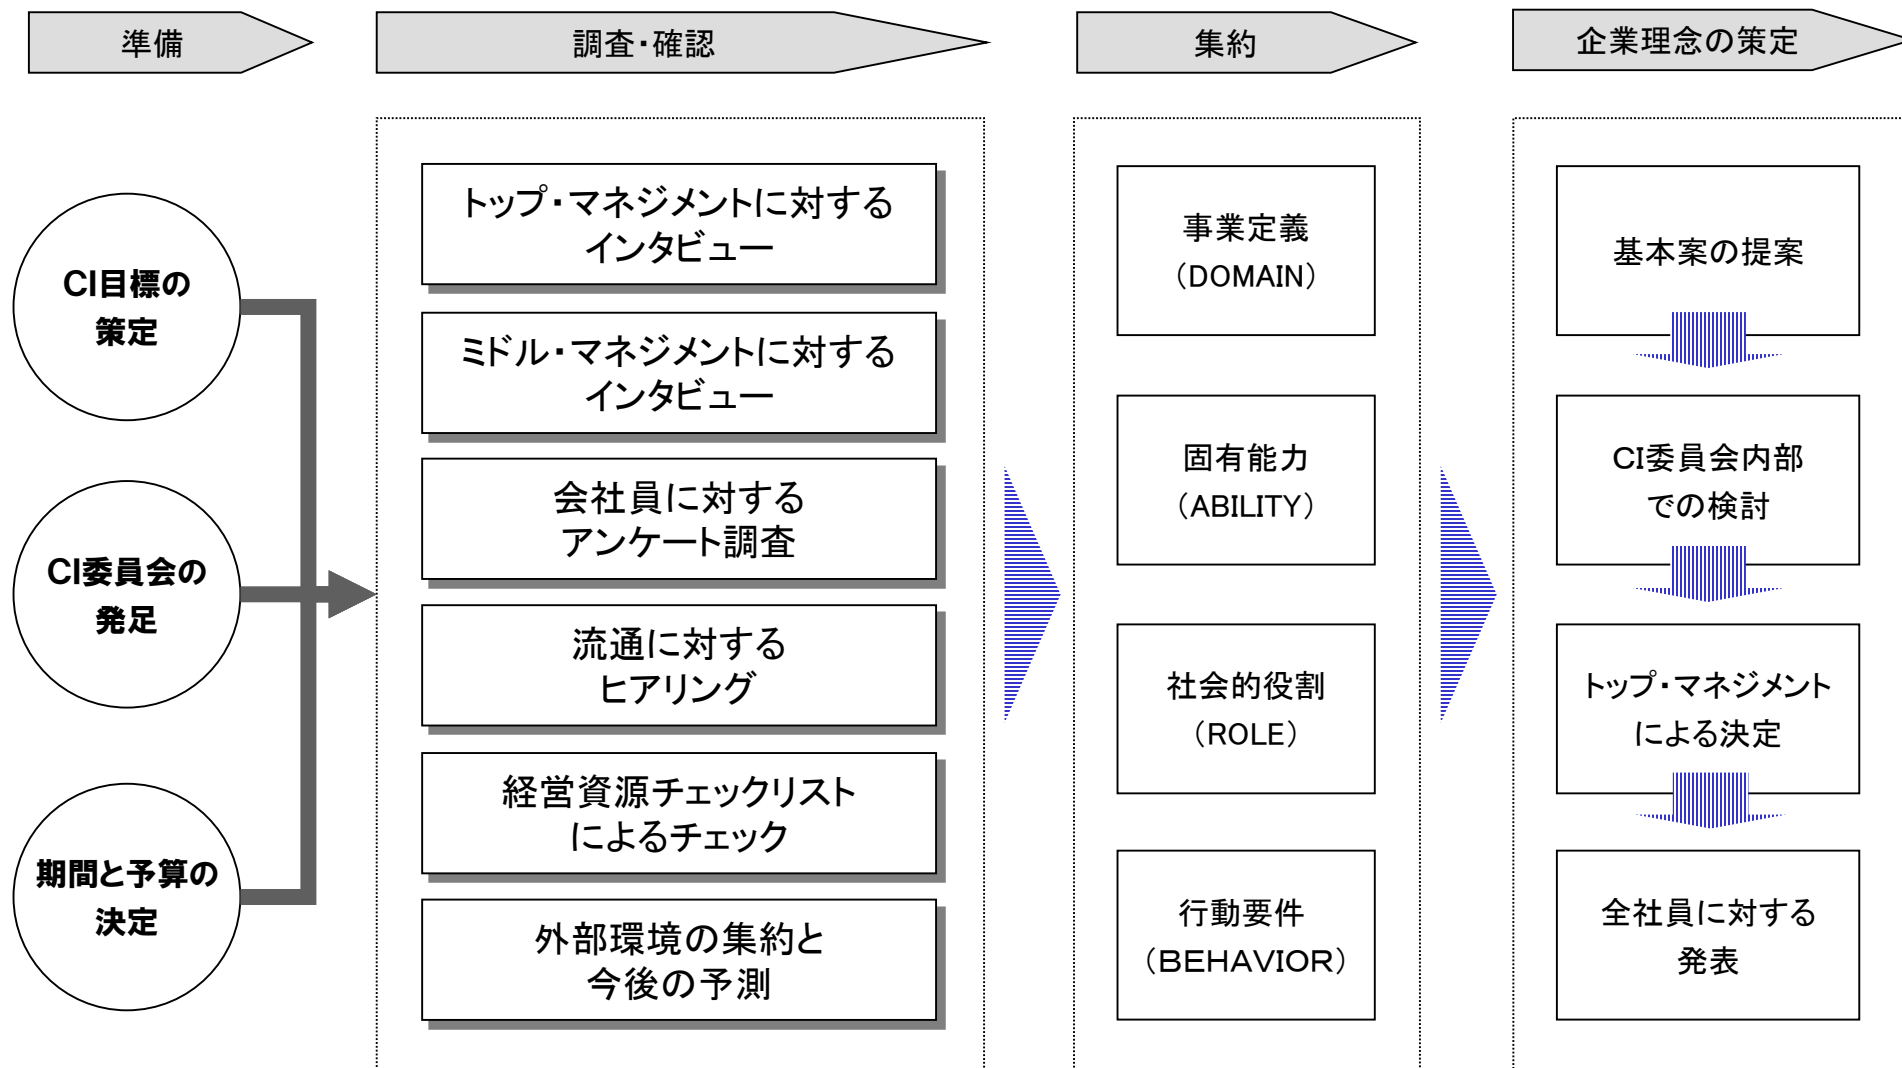 準備
調査・確認
集約
企業理念の策定
CI目標の
策定
CI委員会の
発足
期間と予算の
決定
トップ・マネジメントに対する
インタビュー
ミドル・マネジメントに対する
インタビュー
会社員に対する
アンケート調査
流通に対する
ヒアリング
経営資源チェックリスト
によるチェック
外部環境の集約と
今後の予測
事業定義
（DOMAIN）
固有能力
（ABILITY）
社会的役割
（ROLE）
行動要件
（BEHAVIOR）
基本案の提案
CI委員会内部
での検討
トップ・マネジメント
による決定
全社員に対する
発表